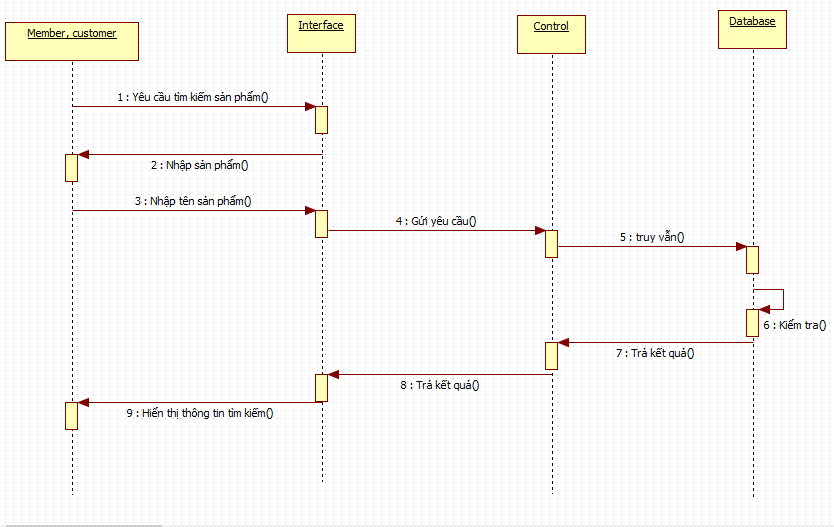 Member, customer
Interface
Control
Database
1 : Yêu cầu tìm kiếm sản phẩm()
2 : Nhập sản phẩm()
3 : Nhập tên sản phẩm()
4 : Gửi yêu cầu()
5 : truy vẫn()
6 : Kiểm tra()
7 : Trả kết quả()
8 : Trả kết quả()
9 : Hiển thị thông tin tìm kiếm()